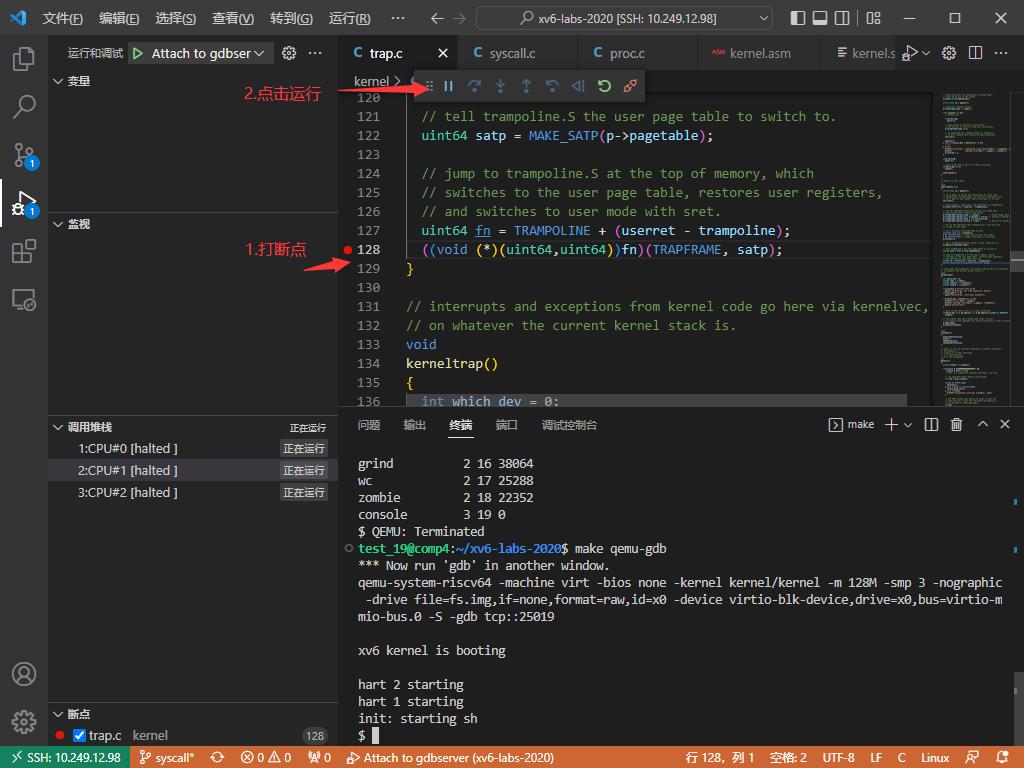 文件(F) 编辑(E) 选择(S) 查看(V) 转到(G) 运行(R) ··· xv6-labs-2020 [SSH: 10.249.12.98]
运行和调试 Attach to gdbser ···
trap.c syscall.c proc.c ASM kernel.asm kernel.s ···
变量
kernel
2.点击运行
120
121 // tell trampoline.S the user page table to switch to.
122 uint64 satp = MAKE_SATP(p->pagetable);
123
124 // jump to trampoline.S at the top of memory, which
125 // switches to the user page table, restores user registers,
126 // and switches to user mode with sret.
127 uint64 fn = TRAMPOLINE + (userret - trampoline);
1.打断点
128 ((void (*)(uint64,uint64))fn)(TRAPFRAME, satp);
129 }
130
131 // interrupts and exceptions from kernel code go here via kernelvec,
132 // on whatever the current kernel stack is.
133 void
134 kerneltrap()
135 {
136 int which_dev = 0;
1
1
监视
调用堆栈 正在运行
1:CPU#0 [halted ] 正在运行
2:CPU#1 [halted ] 正在运行
3:CPU#2 [halted ] 正在运行
断点
trap.c kernel 128
问题 输出 终端 端口 调试控制台 make
grind 2 16 38064
wc 2 17 25288
zombie 2 18 22352
console 3 19 0
$ QEMU: Terminated
test_19@comp4:~/xv6-labs-2020$ make qemu-gdb
*** Now run 'gdb' in another window.
qemu-system-riscv64 -machine virt -bios none -kernel kernel/kernel -m 128M -smp 3 -nographic
-drive file=fs.img,if=none,format=raw,id=x0 -device virtio-blk-device,drive=x0,bus=virtio-m
mio-bus.0 -S -gdb tcp::25019
xv6 kernel is booting
hart 2 starting
hart 1 starting
init: starting sh
$
SSH: 10.249.12.98 syscall* 0 0 0 Attach to gdbserver (xv6-labs-2020) 行 128，列 1 空格: 2 UTF-8 LF C Linux